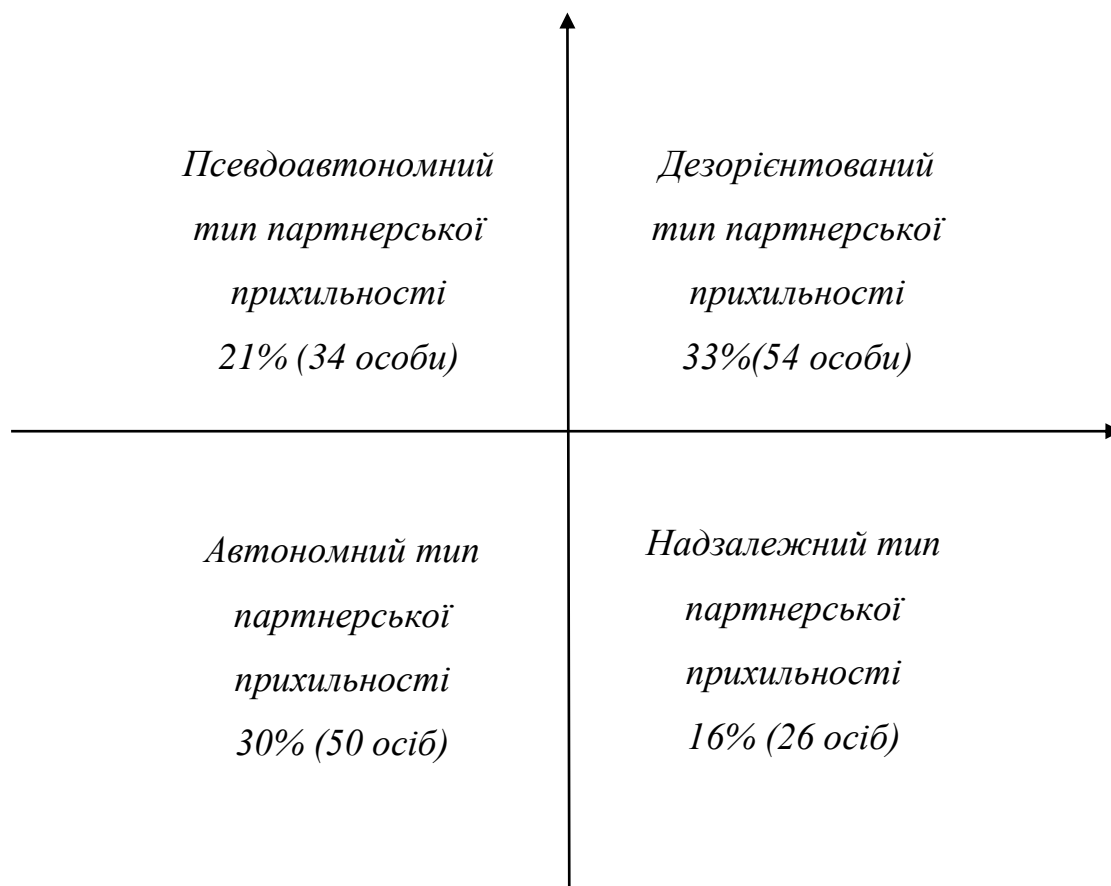 Псевдоавтономний
тип партнерської
прихильності
21% (34 особи)
Дезорієнтований
тип партнерської
прихильності
33%(54 особи)
Автономний тип
партнерської
прихильності
30% (50 осіб)
Надзалежний тип
партнерської
прихильності
16% (26 осіб)